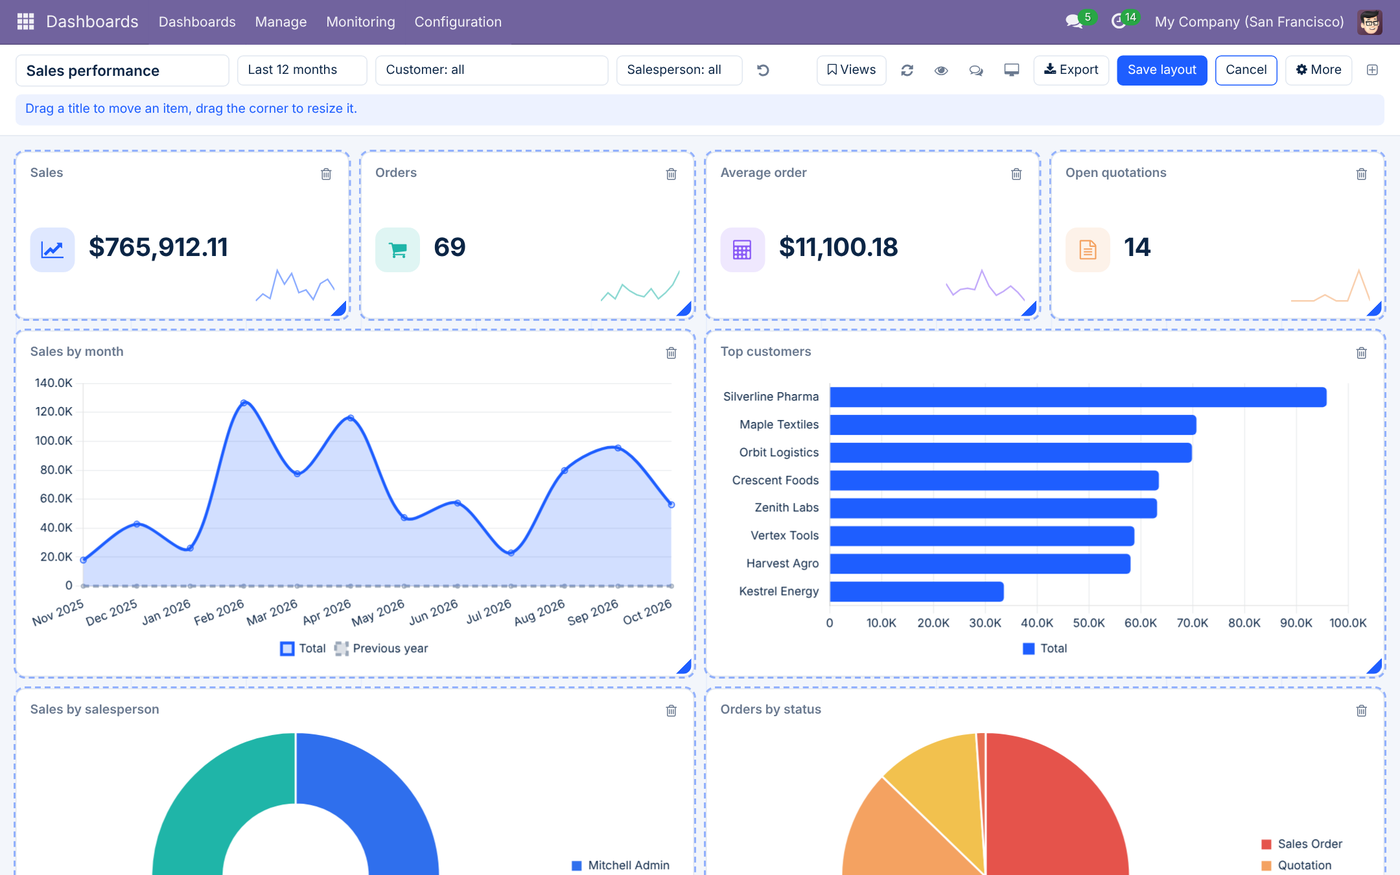 Dashboards Dashboards Manage Monitoring Configuration 5 14 My Company (San Francisco)
Sales performance Last 12 months Customer: all Salesperson: all Views Export Save layout Cancel More
Drag a title to move an item, drag the corner to resize it.
Sales Orders Average order Open quotations
$765,912.11 69 $11,100.18 14
Sales by month
140.0K
120.0K
100.0K
80.0K
60.0K
40.0K
20.0K
0
Nov 2025 Dec 2025 Jan 2026 Feb 2026 Mar 2026 Apr 2026 May 2026 Jun 2026 Jul 2026 Aug 2026 Sep 2026 Oct 2026
Total Previous year
Top customers
Silverline Pharma
Maple Textiles
Orbit Logistics
Crescent Foods
Zenith Labs
Vertex Tools
Harvest Agro
Kestrel Energy
0 10.0K 20.0K 30.0K 40.0K 50.0K 60.0K 70.0K 80.0K 90.0K 100.0K
Total
Sales by salesperson
Mitchell Admin
Orders by status
Sales Order
Quotation